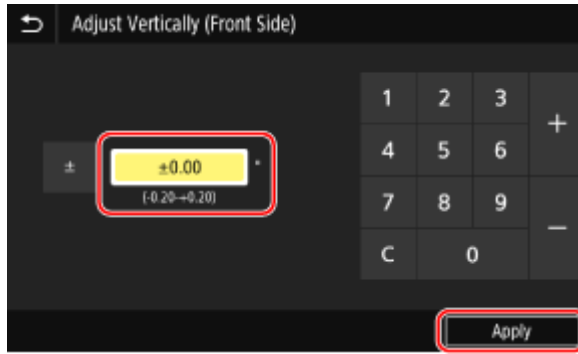 Adjust Vertically (Front Side)
1 2 3 +
4 5 6
± ±0.00 °
(-0.20-+0.20)
7 8 9 −
C 0
Apply